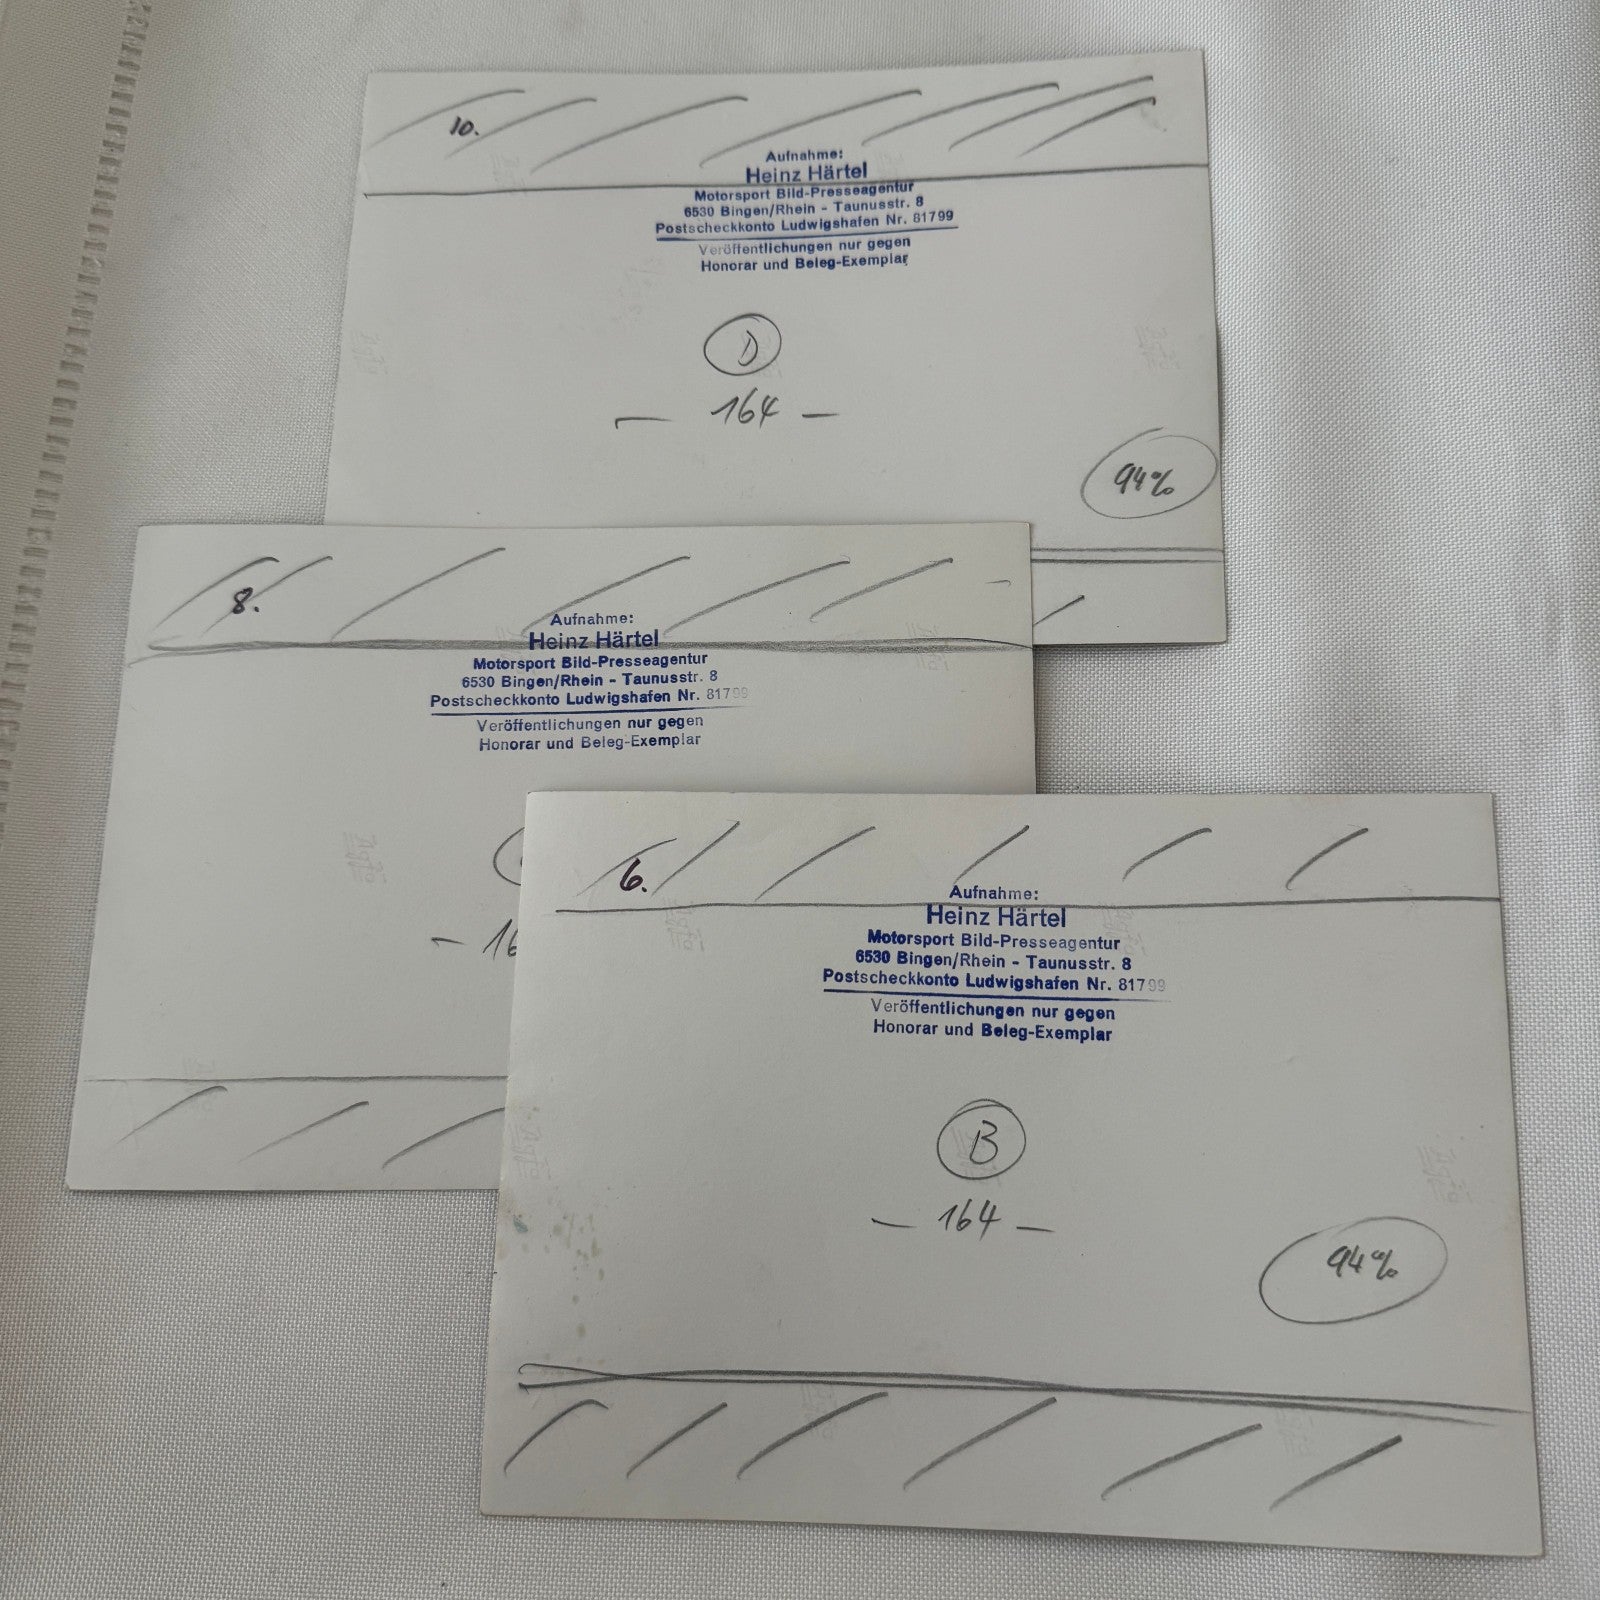 10.
Aufnahme:
Heinz Härtel
Motorsport Bild-Presseagentur
6530 Bingen/Rhein - Taunusstr. 8
Postscheckkonto Ludwigshafen Nr. 81799
Veröffentlichungen nur gegen
Honorar und Beleg-Exemplar
D
- 164 -
94%
8.
Aufnahme:
Heinz Härtel
Motorsport Bild-Presseagentur
6530 Bingen/Rhein - Taunusstr. 8
Postscheckkonto Ludwigshafen Nr. 81799
Veröffentlichungen nur gegen
Honorar und Beleg-Exemplar
- 16
6.
Aufnahme:
Heinz Härtel
Motorsport Bild-Presseagentur
6530 Bingen/Rhein - Taunusstr. 8
Postscheckkonto Ludwigshafen Nr. 81799
Veröffentlichungen nur gegen
Honorar und Beleg-Exemplar
B
- 164 -
94%